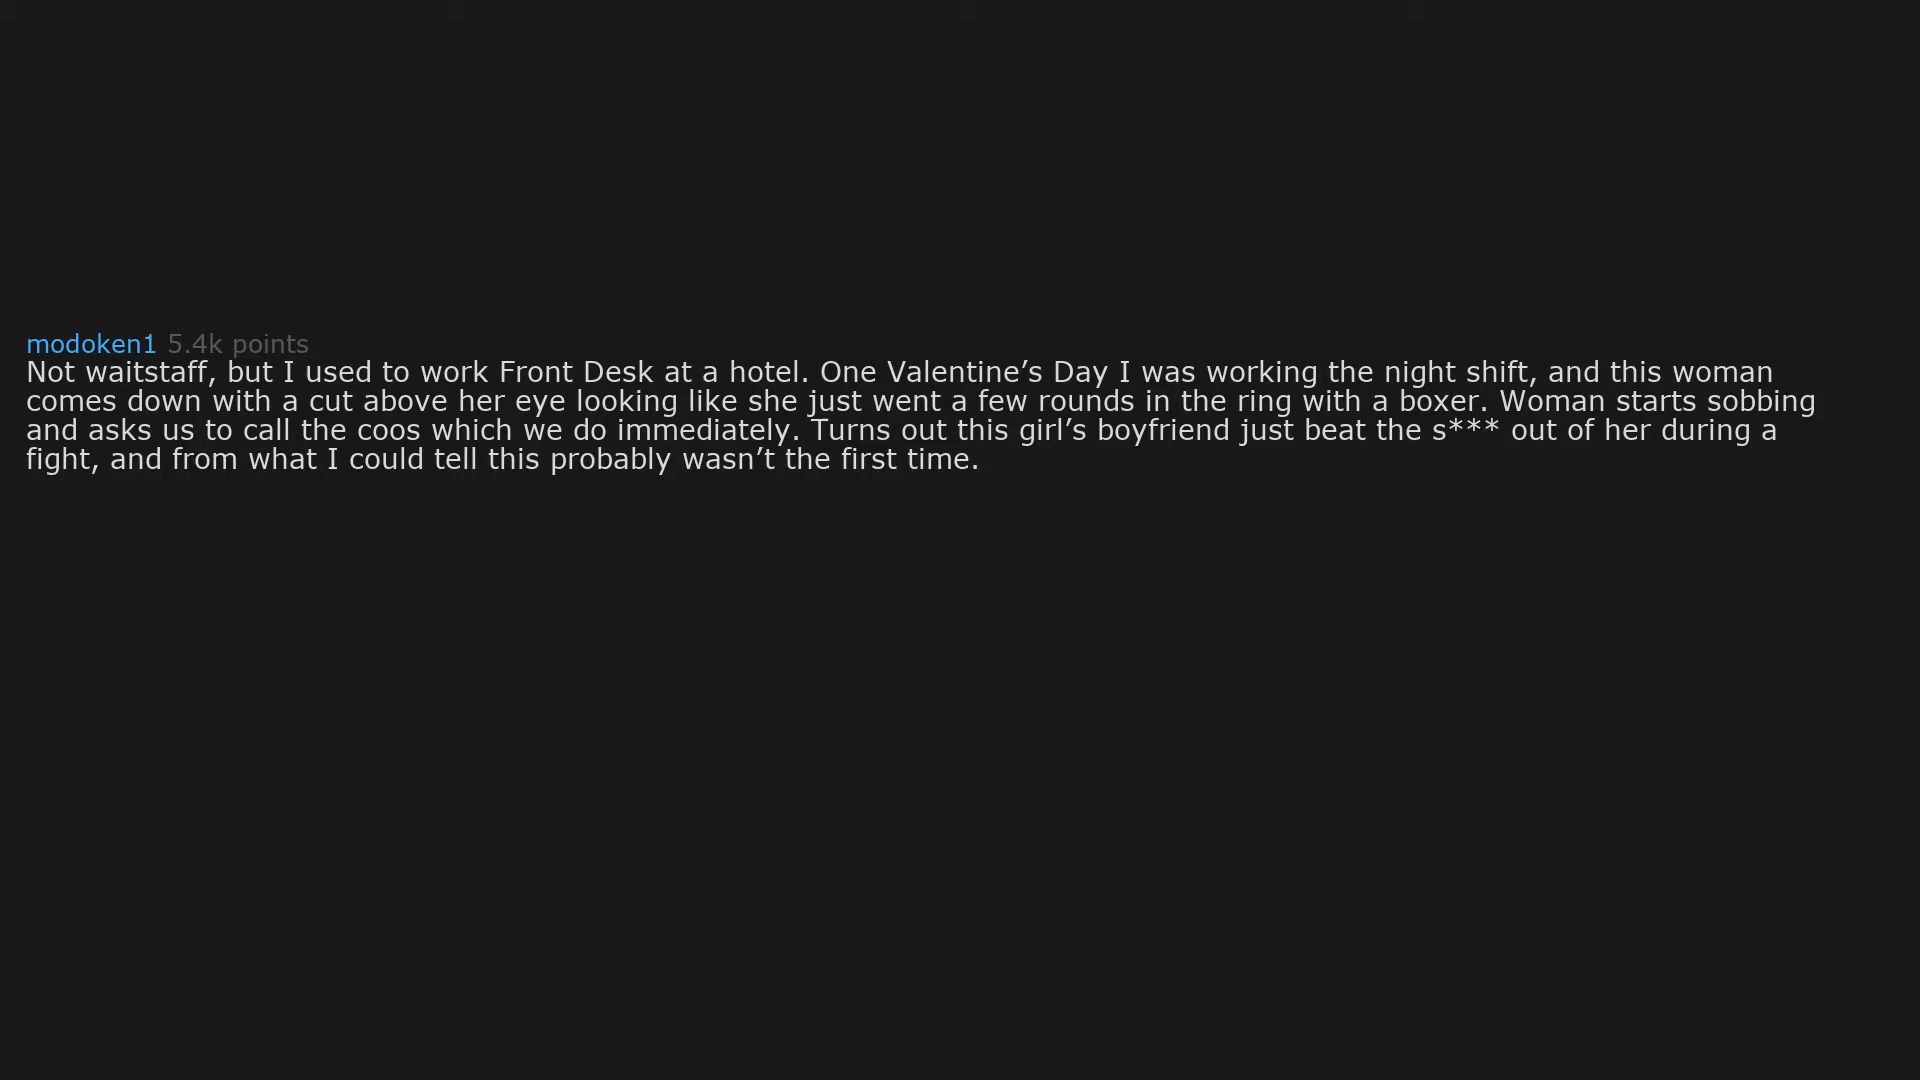 modoken1 5.4k points
Not waitstaff, but I used to work Front Desk at a hotel. One Valentine’s Day I was working the night shift, and this woman
comes down with a cut above her eye looking like she just went a few rounds in the ring with a boxer. Woman starts sobbing
and asks us to call the coos which we do immediately. Turns out this girl’s boyfriend just beat the s*** out of her during a
fight, and from what I could tell this probably wasn’t the first time.